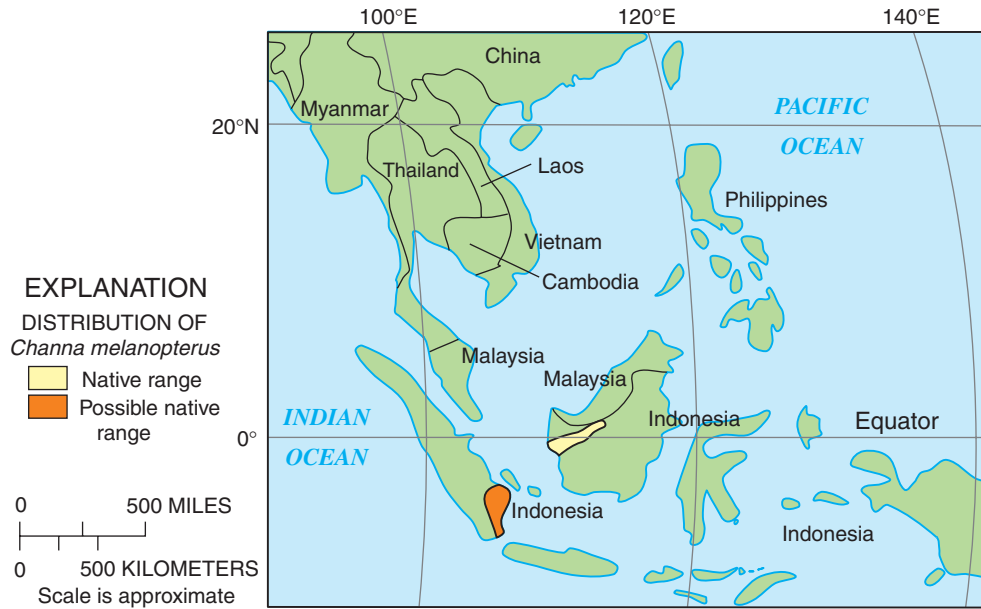 100°E
120°E
140°E
China
Myanmar
PACIFIC
OCEAN
20°N
Thailand
Laos
Philippines
Vietnam
Cambodia
EXPLANATION
DISTRIBUTION OF
Channa melanopterus
Native range
Possible native
range
Malaysia
Malaysia
INDIAN
OCEAN
Indonesia
Equator
0°
Indonesia
Indonesia
0 500 MILES
0 500 KILOMETERS
Scale is approximate